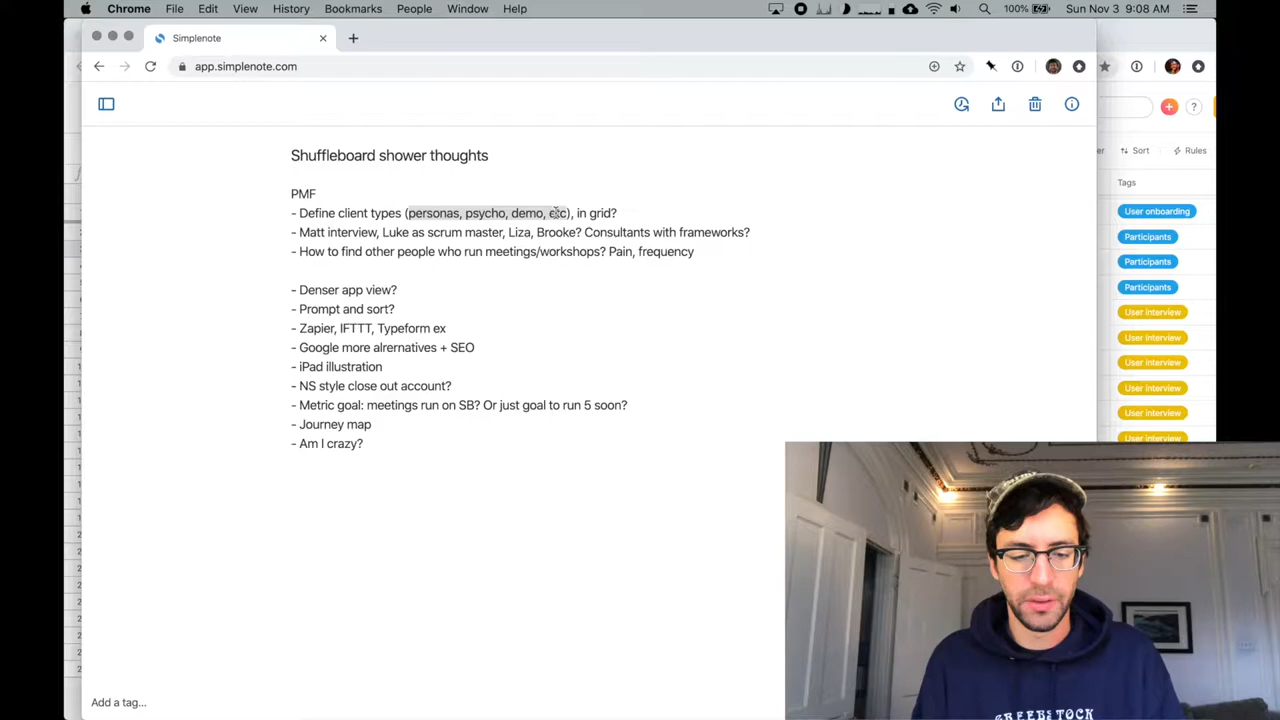 Chrome File Edit View History Bookmarks People Window Help 100% Sun Nov 3 9:08 AM
Simplenote
app.simplenote.com
Sort Rules
Tags
Shuffleboard shower thoughts
PMF
- Define client types (personas, psycho, demo, etc), in grid?
- Matt interview, Luke as scrum master, Liza, Brooke? Consultants with frameworks?
- How to find other people who run meetings/workshops? Pain, frequency
- Denser app view?
- Prompt and sort?
- Zapier, IFTTT, Typeform ex
- Google more alrernatives + SEO
- iPad illustration
- NS style close out account?
- Metric goal: meetings run on SB? Or just goal to run 5 soon?
- Journey map
- Am I crazy?
User onboarding
Participants
Participants
Participants
User interview
User interview
User interview
User interview
User interview
User interview
Add a tag...